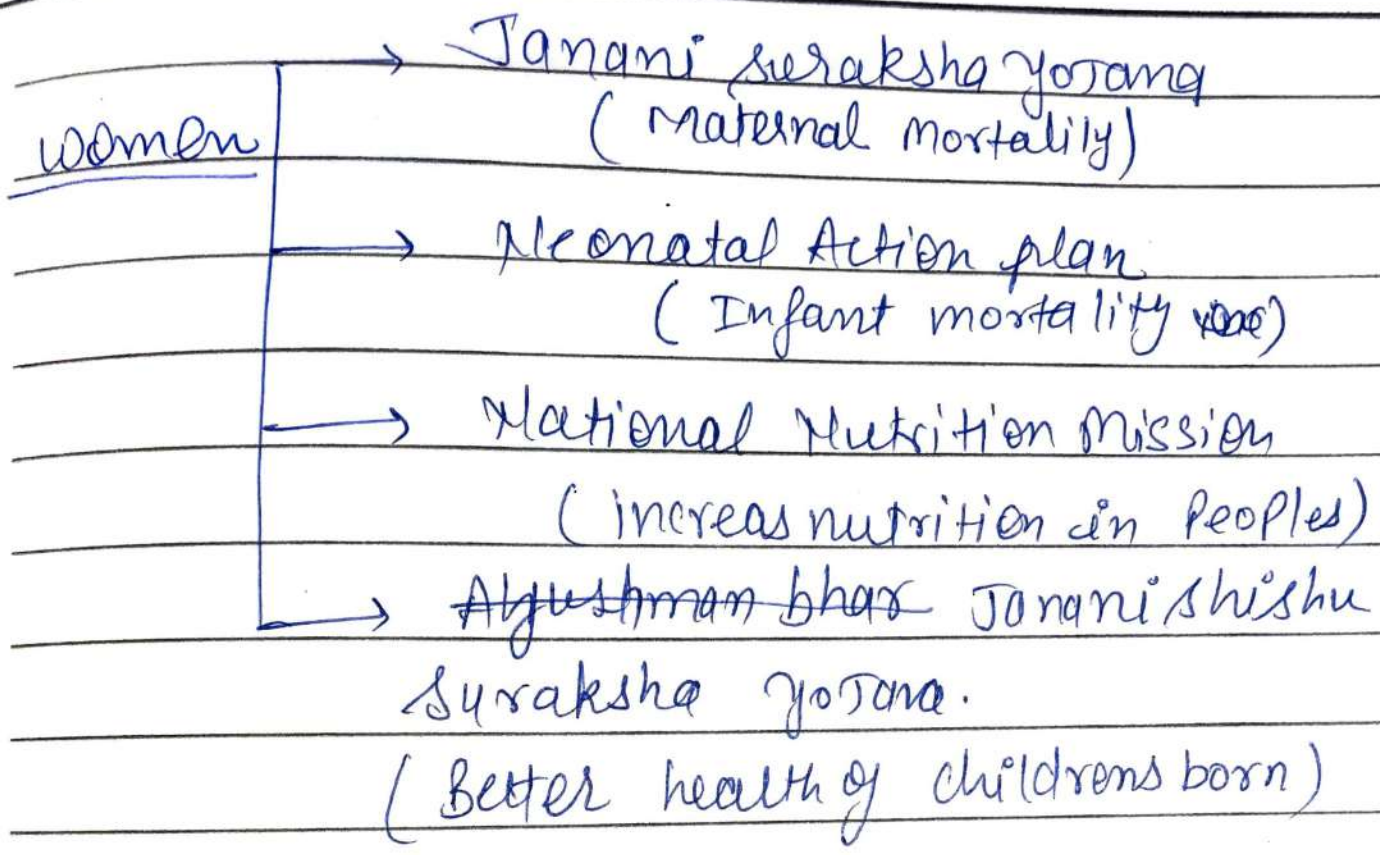 Janani suraksha yojana
women
(Maternal Mortality)
Neonatal Action plan
(Infant mortality)
National Nutrition Mission
(increas nutrition in Peoples)
Ayushman bhar Janani shishu
suraksha yojana.
(Better health of childrens born)